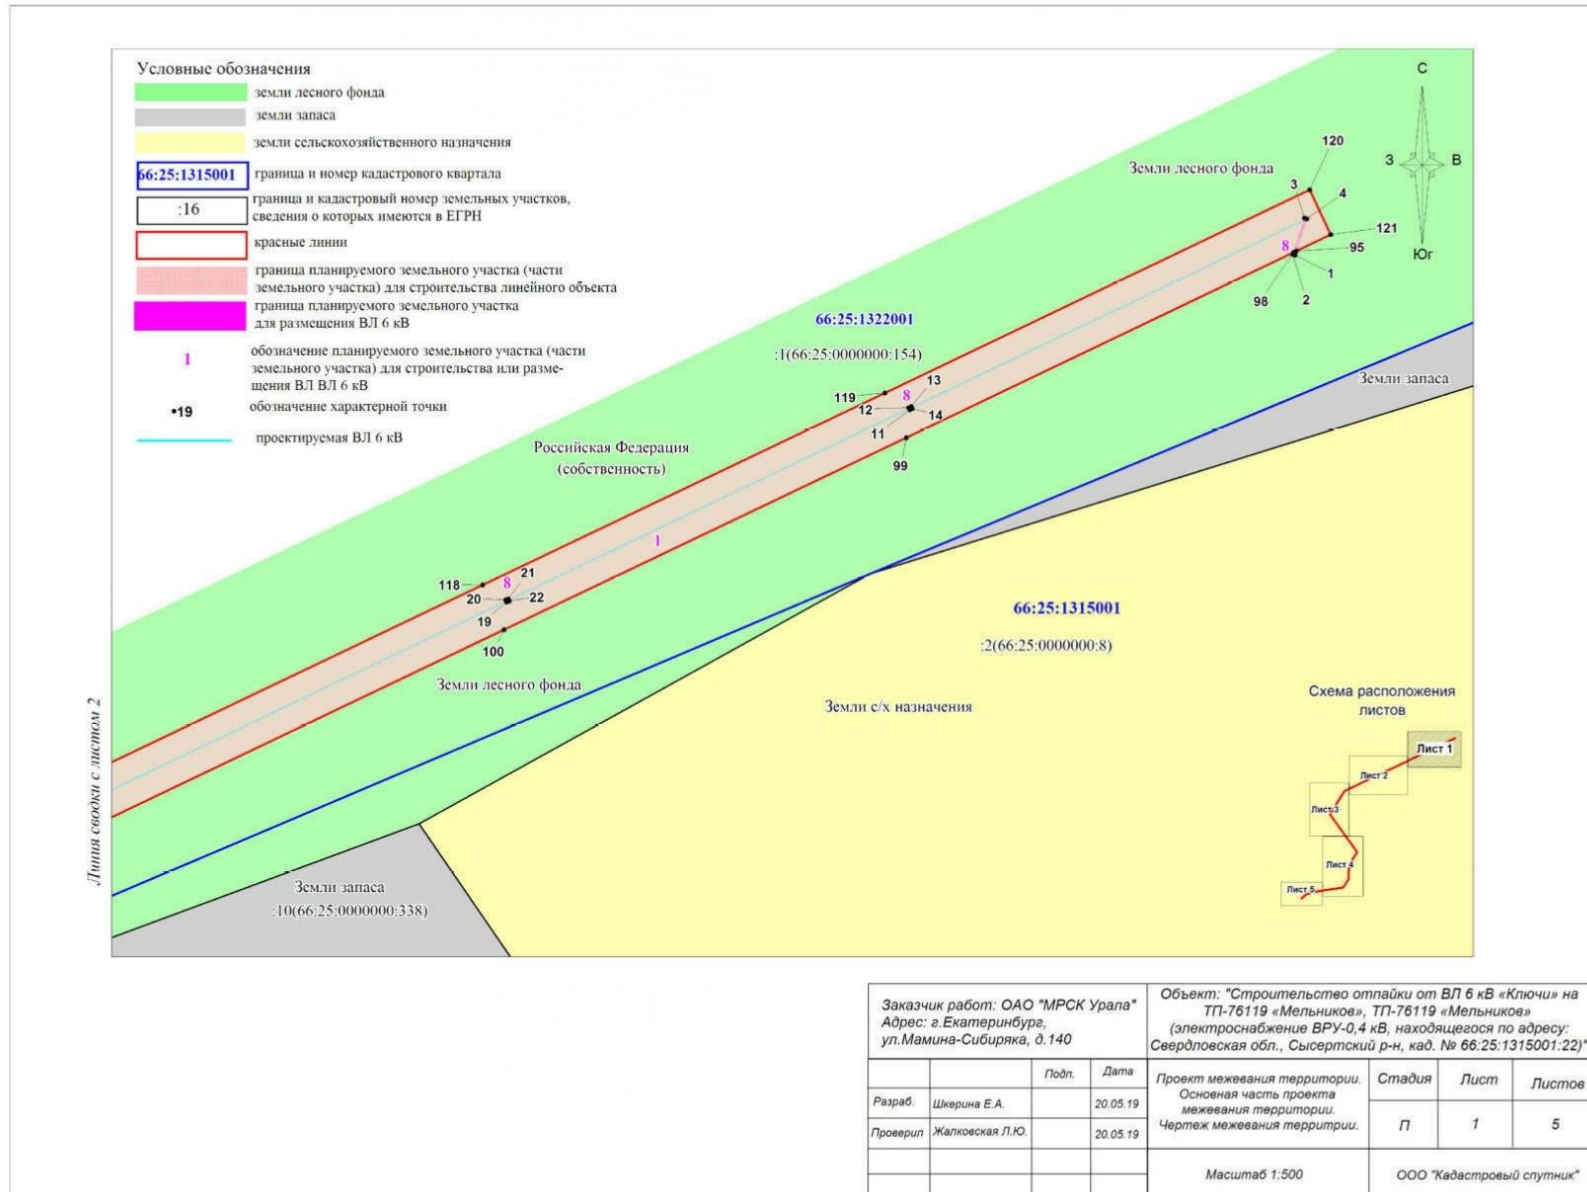 Условные обозначения
земли лесного фонда
земли запаса
земли сельскохозяйственного назначения
66:25:1315001
граница и номер кадастрового квартала
:16
граница и кадастровый номер земельных участков,
сведения о которых имеются в ЕГРН
красные линии
граница планируемого земельного участка (части
земельного участка) для строительства линейного объекта
граница планируемого земельного участка
для размещения ВЛ 6 кВ
1
обозначение планируемого земельного участка (части
земельного участка) для строительства или разме-
щения ВЛ ВЛ 6 кВ
•19
обозначение характерной точки
проектируемая ВЛ 6 кВ
С
З
В
Юг
120
Земли лесного фонда
3
4
121
8
95
1
98
2
66:25:1322001
:1(66:25:0000000:154)
Земли запаса
13
119
8
12
14
11
99
Российская Федерация
(собственность)
1
118
8
21
20
22
19
100
66:25:1315001
:2(66:25:0000000:8)
Земли лесного фонда
Земли с/х назначения
Линия сводки с листом 2
Земли запаса
:10(66:25:0000000:338)
Схема расположения
листов
Лист 1
Лист 2
Лист 3
Лист 4
Лист 5
Заказчик работ: ОАО "МРСК Урала"
Адрес: г.Екатеринбург,
ул.Мамина-Сибиряка, д.140
Объект: "Строительство отпайки от ВЛ 6 кВ «Ключи» на
ТП-76119 «Мельников», ТП-76119 «Мельников»
(электроснабжение ВРУ-0,4 кВ, находящегося по адресу:
Свердловская обл., Сысертский р-н, кад. № 66:25:1315001:22)"
Подп.
Дата
Разраб.
Шкерина Е.А.
20.05.19
Проверил
Жалковская Л.Ю.
20.05.19
Проект межевания территории.
Основная часть проекта
межевания территории.
Чертеж межевания территрии.
Стадия
Лист
Листов
П
1
5
Масштаб 1:500
ООО "Кадастровый спутник"